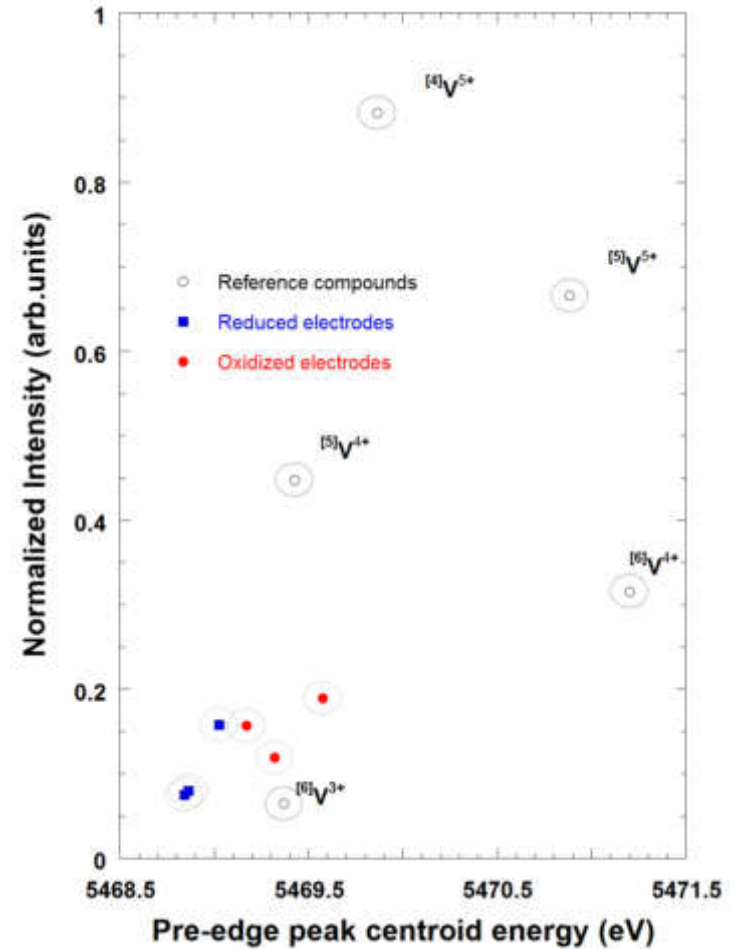 1
[4]V5+
0.8
[5]V5+
Reference compounds
Reduced electrodes
0.6
Oxidized electrodes
[5]V4+
0.4
[6]V4+
0.2
[6]V3+
0
5468.5 5469.5 5470.5 5471.5
Pre-edge peak centroid energy (eV)
Normalized Intensity (arb.units)